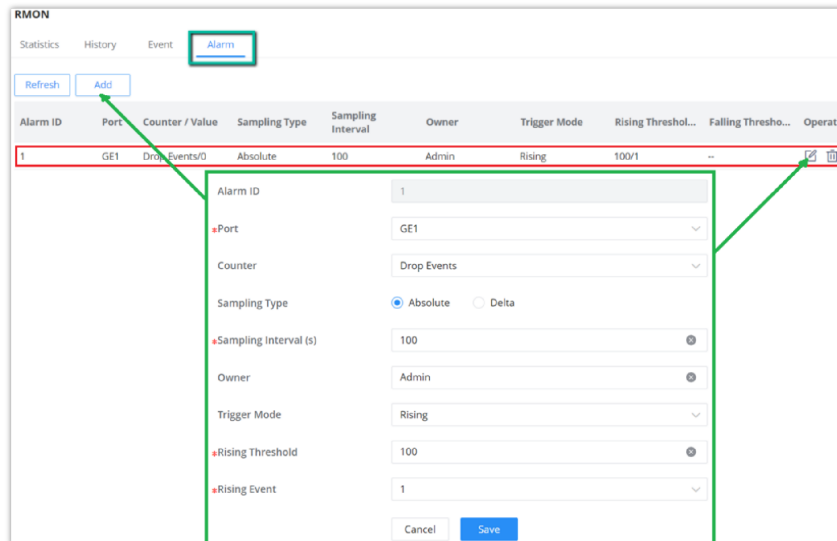 RMON
Statistics History Event Alarm
Refresh Add
Alarm ID Port Counter / Value Sampling Type Sampling Interval Owner Trigger Mode Rising Threshol... Falling Thresho... Operat
1 GE1 Drop Events/0 Absolute 100 Admin Rising 100/1 --
Alarm ID 1
*Port GE1
Counter Drop Events
Sampling Type Absolute Delta
*Sampling Interval (s) 100
Owner Admin
Trigger Mode Rising
*Rising Threshold 100
*Rising Event 1
Cancel Save